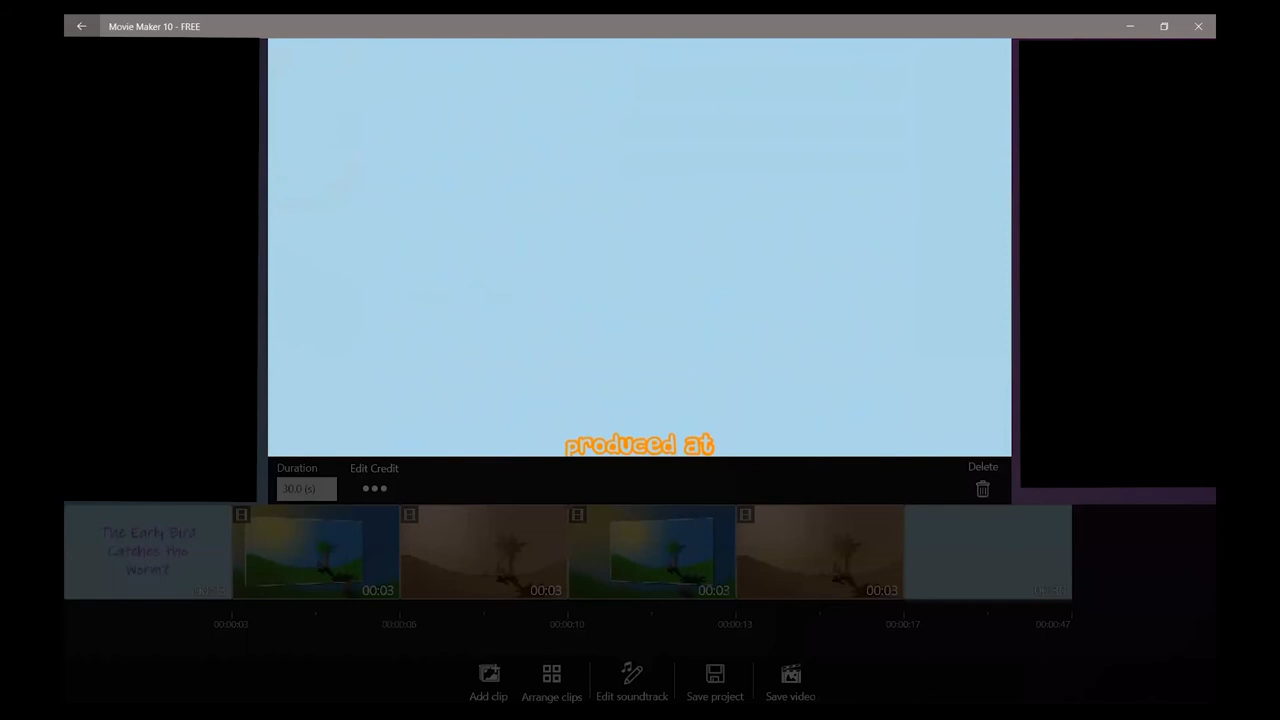 Movie Maker 10 - FREE
produced at
Duration
Edit Credit
Delete
30.0 (s)
The Early Bird
Catches the
Worm?
00:03
00:03
00:03
00:03
00:00:03
00:00:06
00:00:10
00:00:13
00:00:17
00:00:47
Add clip
Arrange clips
Edit soundtrack
Save project
Save video